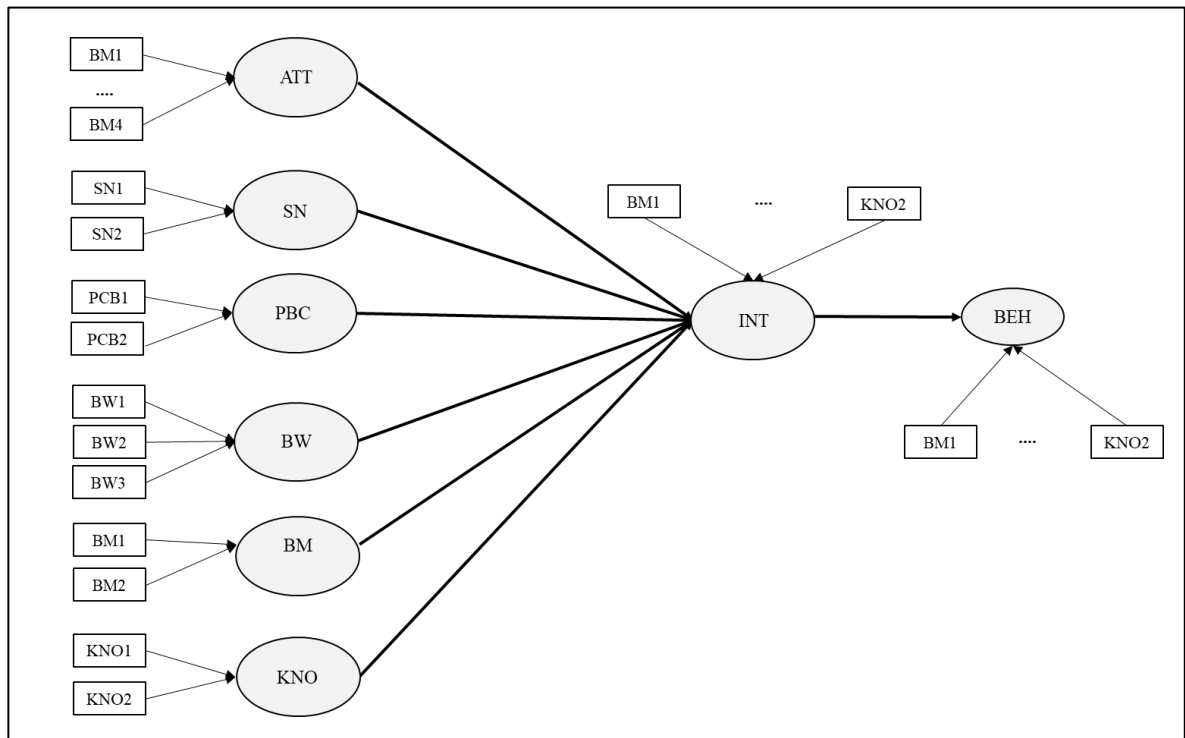 BM1
....
BM4
ATT
SN1
SN2
SN
PCB1
PCB2
PBC
BW1
BW2
BW3
BW
BM1
BM2
BM
KNO1
KNO2
KNO
BM1
....
KNO2
INT
BEH
BM1
....
KNO2